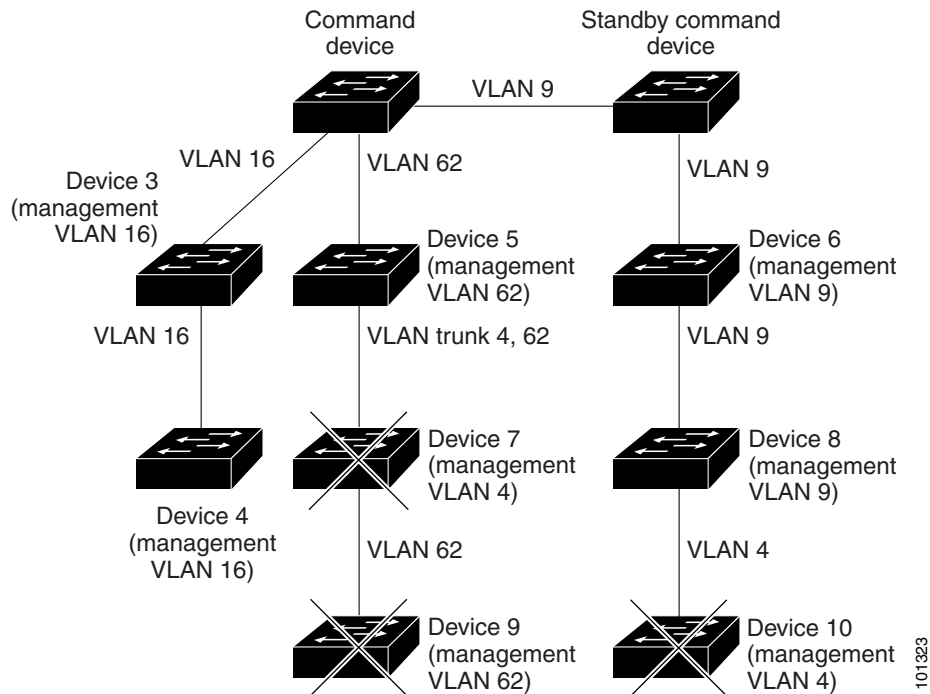 Command
device
Standby command
device
VLAN 9
VLAN 16
VLAN 62
VLAN 9
Device 3
(management
VLAN 16)
Device 5
(management
VLAN 62)
Device 6
(management
VLAN 9)
VLAN 16
VLAN trunk 4, 62
VLAN 9
Device 4
(management
VLAN 16)
Device 7
(management
VLAN 4)
Device 8
(management
VLAN 9)
VLAN 62
VLAN 4
Device 9
(management
VLAN 62)
Device 10
(management
VLAN 4)
101323